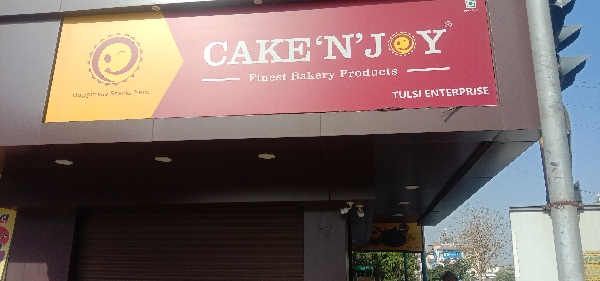 CAKE 'N' JOY®
Finest Bakery Products
Happiness Starts Here
TULSI ENTERPRISE